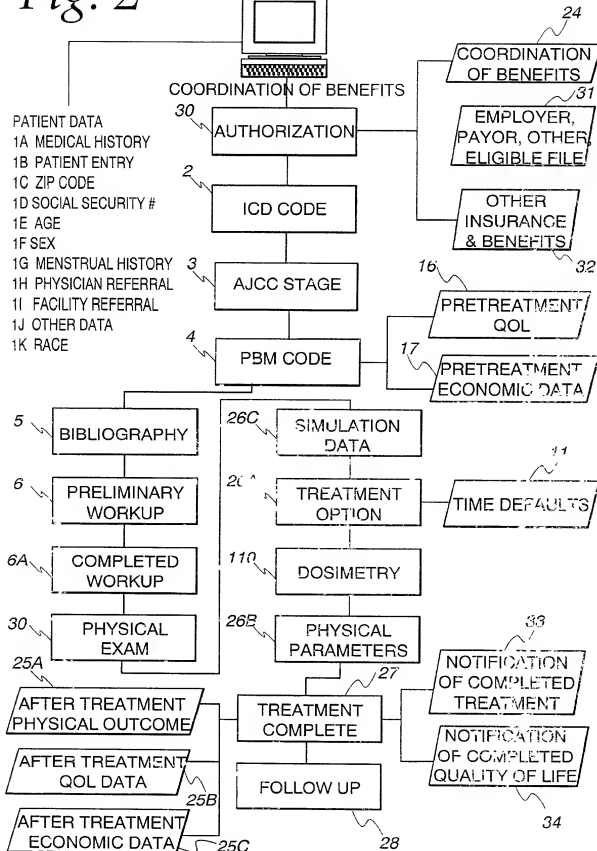 Fig. 2
24
COORDINATION
OF BENEFITS
COORDINATION OF BENEFITS
30
AUTHORIZATION
31
EMPLOYER,
PAYOR, OTHER
ELIGIBLE FILE
PATIENT DATA
1A MEDICAL HISTORY
1B PATIENT ENTRY
1C ZIP CODE
1D SOCIAL SECURITY #
1E AGE
1F SEX
1G MENSTRUAL HISTORY
1H PHYSICIAN REFERRAL
1I FACILITY REFERRAL
1J OTHER DATA
1K RACE
2
ICD CODE
OTHER
INSURANCE
& BENEFITS
32
3
AJCC STAGE
16
PRETREATMENT
QOL
4
PBM CODE
17
PRETREATMENT
ECONOMIC DATA
5
BIBLIOGRAPHY
6
PRELIMINARY
WORKUP
6A
COMPLETED
WORKUP
30
PHYSICAL
EXAM
26C
SIMULATION
DATA
TREATMENT
OPTION
11
TIME DEFAULTS
110
DOSIMETRY
26B
PHYSICAL
PARAMETERS
25A
AFTER TREATMENT
PHYSICAL OUTCOME
27
TREATMENT
COMPLETE
33
NOTIFICATION
OF COMPLETED
TREATMENT
AFTER TREATMENT
QOL DATA
25B
FOLLOW UP
28
NOTIFICATION
OF COMPLETED
QUALITY OF LIFE
34
AFTER TREATMENT
ECONOMIC DATA
25C